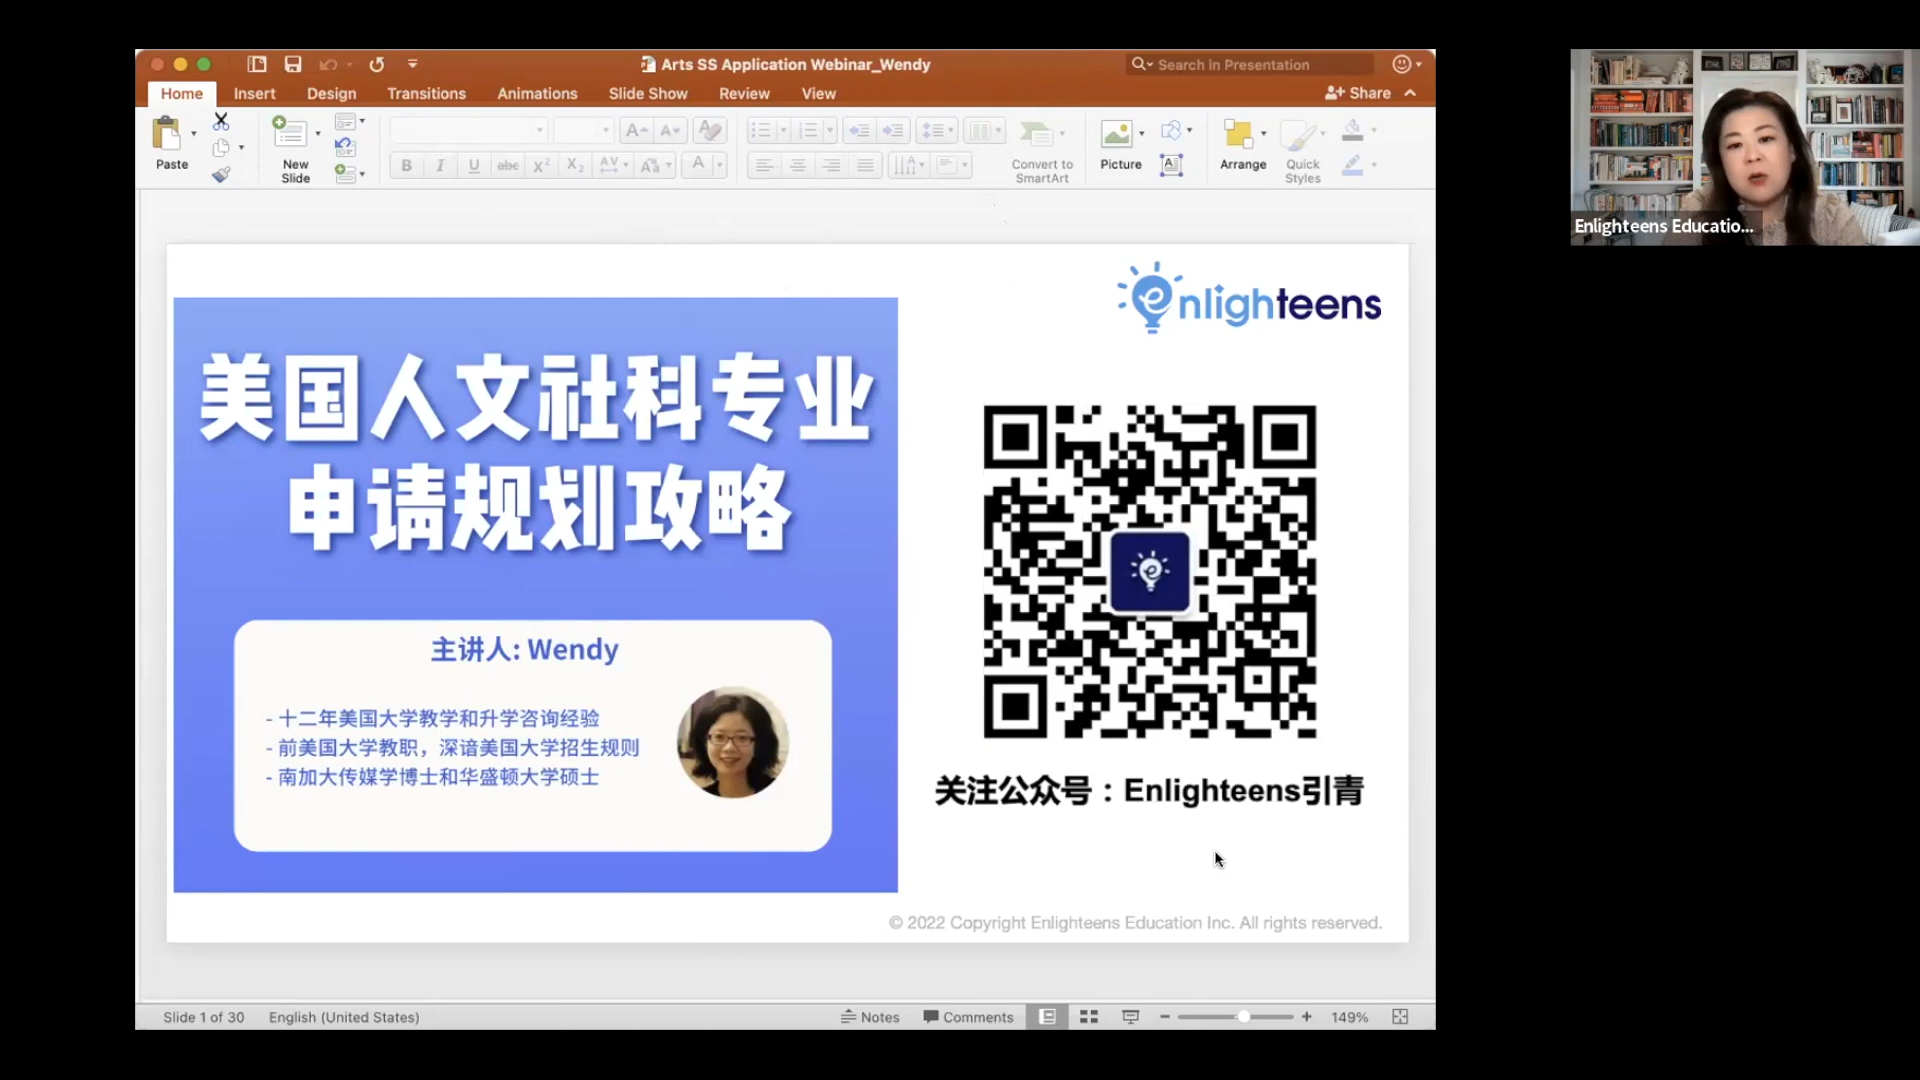 Arts SS Application Webinar_Wendy
Search in Presentation
Home Insert Design Transitions Animations Slide Show Review View
Share
Paste
New Slide
Convert to SmartArt
Picture
Arrange
Quick Styles
enlighteens
美国人文社科专业
申请规划攻略
主讲人: Wendy
- 十二年美国大学教学和升学咨询经验
- 前美国大学教职，深谙美国大学招生规则
- 南加大传媒学博士和华盛顿大学硕士
关注公众号：Enlighteens引青
© 2022 Copyright Enlighteens Education Inc. All rights reserved.
Slide 1 of 30 English (United States) Notes Comments 149%
Enlighteens Educatio...